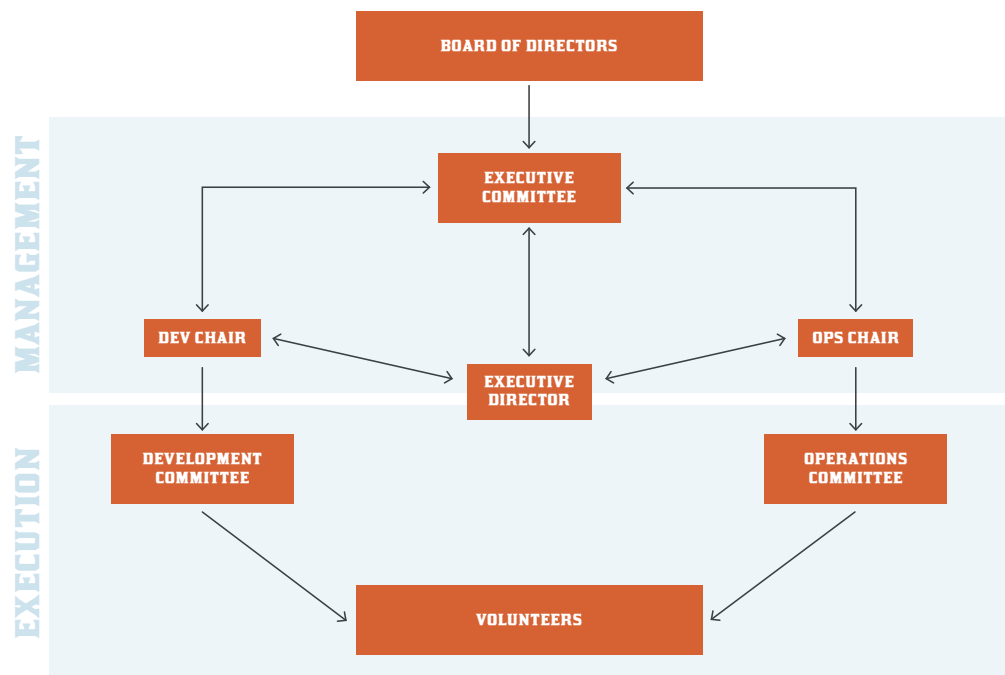 BOARD OF DIRECTORS
MANAGEMENT
EXECUTIVE
COMMITTEE
DEV CHAIR
OPS CHAIR
EXECUTIVE
DIRECTOR
EXECUTION
DEVELOPMENT
COMMITTEE
OPERATIONS
COMMITTEE
VOLUNTEERS